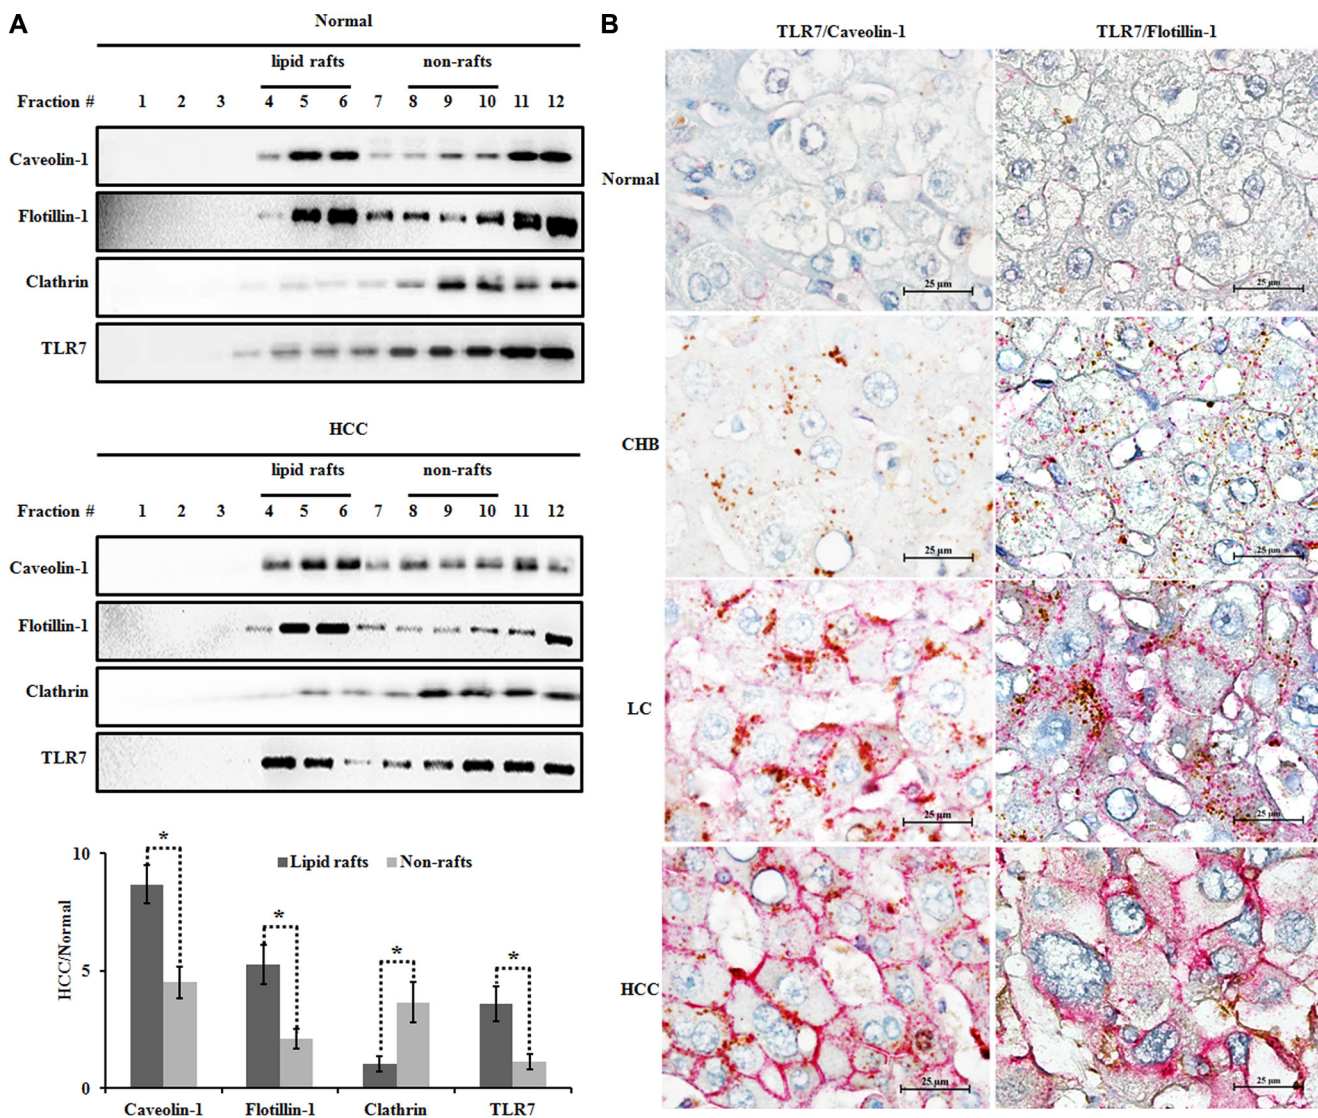 A
Normal
lipid rafts non-rafts
Fraction # 1 2 3 4 5 6 7 8 9 10 11 12
Caveolin-1
Flotillin-1
Clathrin
TLR7
HCC
lipid rafts non-rafts
Fraction # 1 2 3 4 5 6 7 8 9 10 11 12
Caveolin-1
Flotillin-1
Clathrin
TLR7
HCC/Normal
10
5
0
Lipid rafts Non-rafts
* * * *
Caveolin-1 Flotillin-1 Clathrin TLR7
B
TLR7/Caveolin-1 TLR7/Flotillin-1
Normal
25 µm 25 µm
CHB
25 µm 25 µm
LC
25 µm 25 µm
HCC
25 µm 25 µm